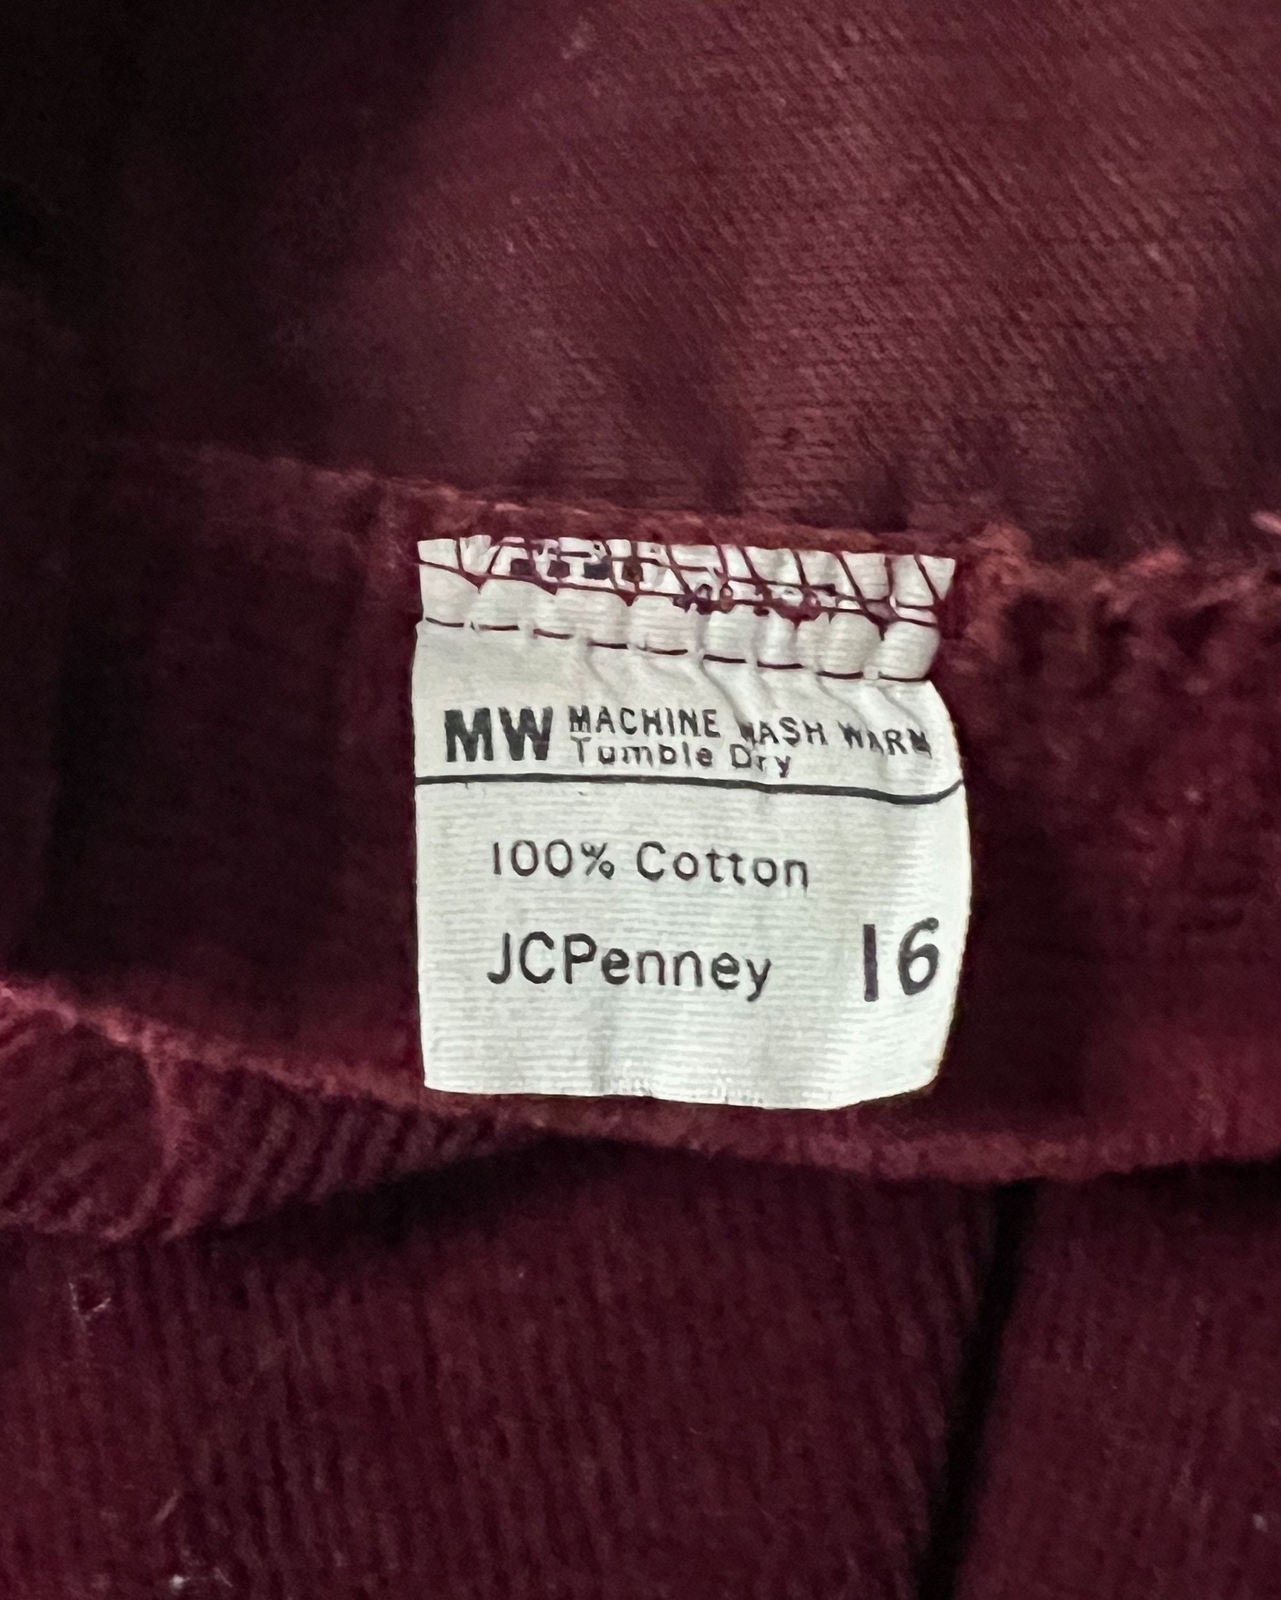 MW MACHINE WASH WARM
Tumble Dry
100% Cotton
JCPenney 16